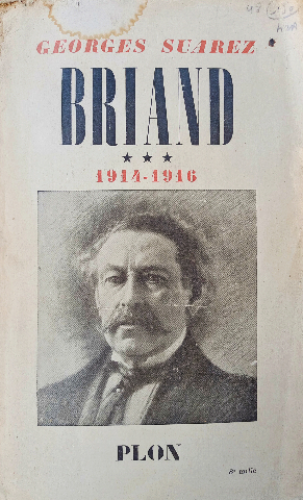 GEORGES SUAREZ
BRIAND
★ ★ ★
1914-1916
PLON